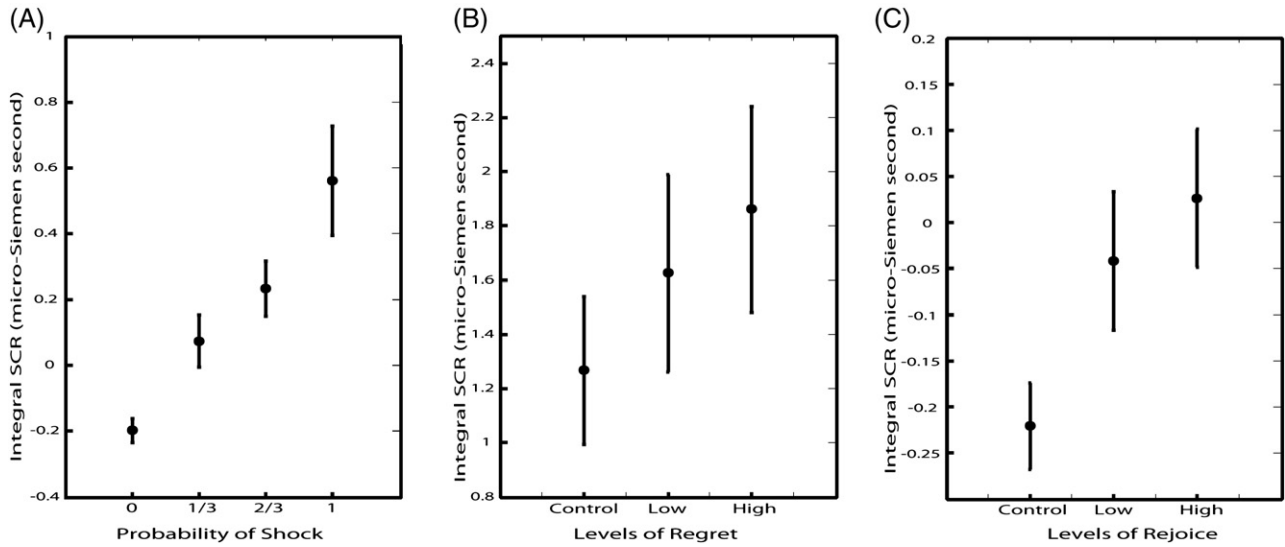 (A)
Integral SCR (micro-Siemen second)
1
0.8
0.6
0.4
0.2
0
-0.2
-0.4
0 1/3 2/3 1
Probability of Shock
(B)
Integral SCR (micro-Siemen second)
2.4
2.2
2
1.8
1.6
1.4
1.2
1
0.8
Control Low High
Levels of Regret
(C)
Integral SCR (micro-Siemen second)
0.2
0.15
0.1
0.05
0
-0.05
-0.1
-0.15
-0.2
-0.25
Control Low High
Levels of Rejoice